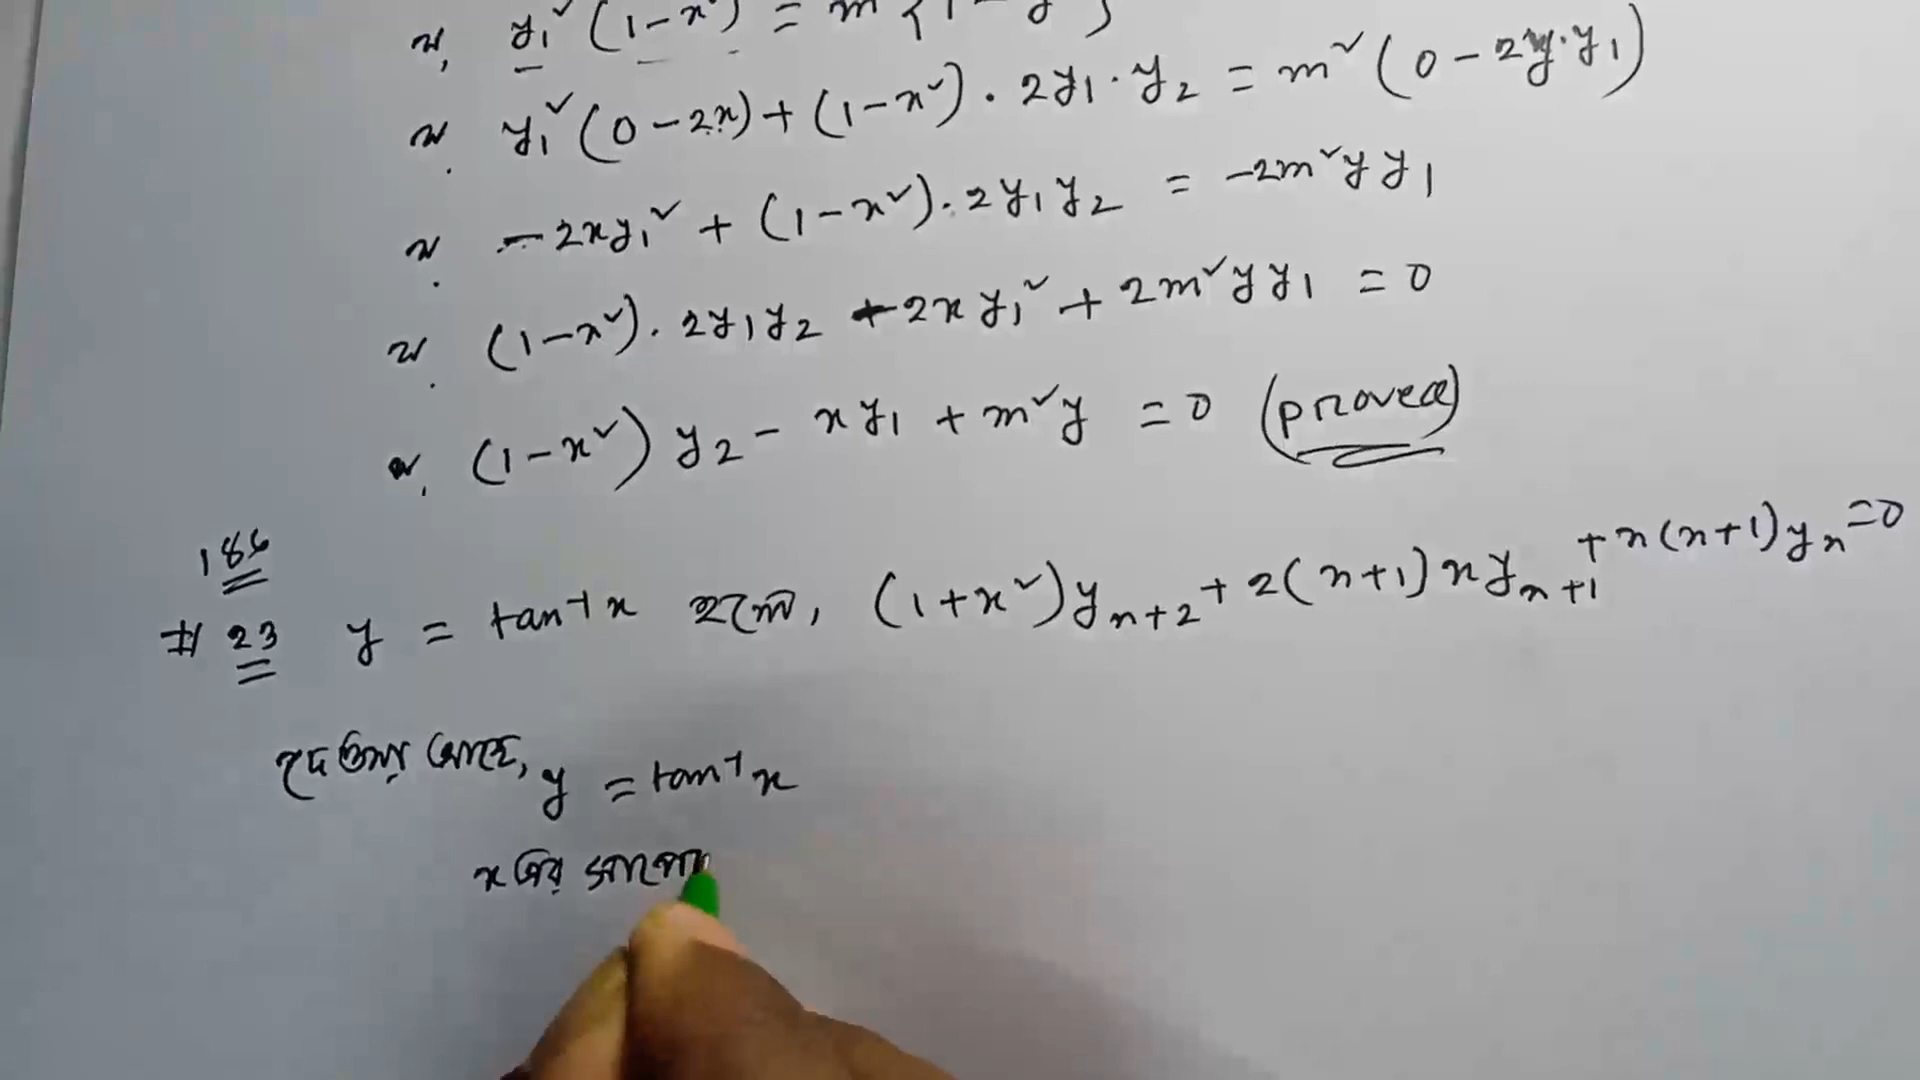 বা, y₁²(1-x²) = m²{1-y²}
বা, y₁²(0-2x)+(1-x²).2y₁.y₂ = m²(0-2y.y₁)
বা, -2xy₁² + (1-x²).2y₁y₂ = -2m²yy₁
বা, (1-x²).2y₁y₂ -2xy₁² + 2m²yy₁ = 0
বা, (1-x²)y₂ - xy₁ + m²y = 0 (proved)
186
# 23 y = tan⁻¹x হলে, (1+x²)yₙ₊₂ + 2(n+1)xyₙ₊₁ + n(n+1)yₙ = 0
দেওয়া আছে, y = tan⁻¹x
x এর সাপে